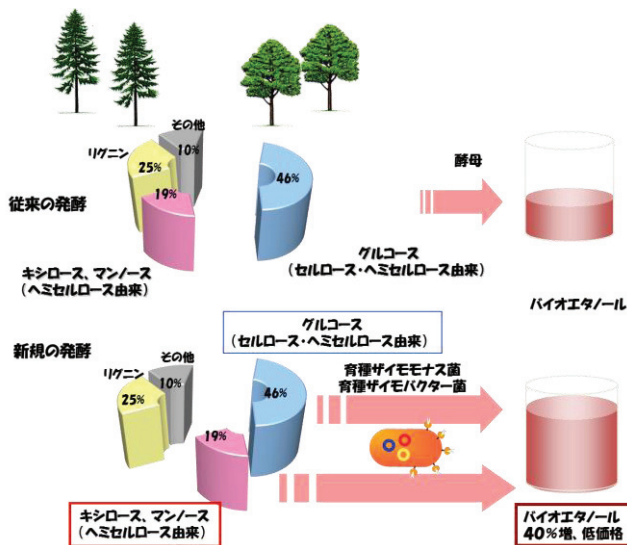 その他
リグニン
10%
25%
19%
46%
酵母
従来の発酵
キシロース、マンノース
(ヘミセルロース由来)
グルコース
(セルロース・ヘミセルロース由来)
バイオエタノール
新規の発酵
グルコース
(セルロース・ヘミセルロース由来)
その他
リグニン
10%
25%
19%
46%
育種ザイモモナス菌
育種ザイモバクター菌
キシロース、マンノース
(ヘミセルロース由来)
バイオエタノール
40%増、低価格